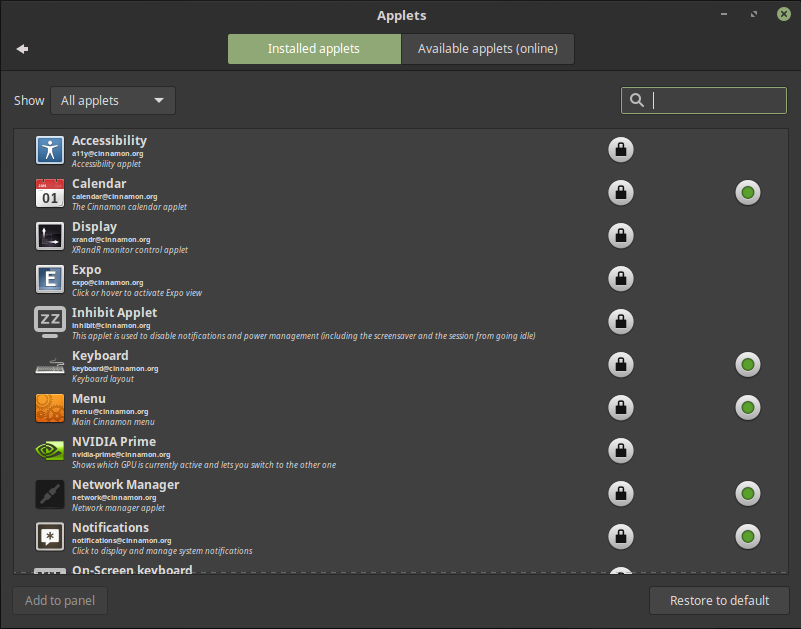 Applets
Installed applets
Available applets (online)
Show
All applets
Accessibility
a11y@cinnamon.org
Accessibility applet
JAN
01
Calendar
calendar@cinnamon.org
The Cinnamon calendar applet
Display
xrandr@cinnamon.org
XRandR monitor control applet
E
Expo
expo@cinnamon.org
Click or hover to activate Expo view
ZZ
Inhibit Applet
inhibit@cinnamon.org
This applet is used to disable notifications and power management (including the screensaver and the session from going idle)
Keyboard
keyboard@cinnamon.org
Keyboard layout
Menu
menu@cinnamon.org
Main Cinnamon menu
NVIDIA Prime
nvidia-prime@cinnamon.org
Shows which GPU is currently active and lets you switch to the other one
Network Manager
network@cinnamon.org
Network manager applet
*
Notifications
notifications@cinnamon.org
Click to display and manage system notifications
On-Screen keyboard
Add to panel
Restore to default